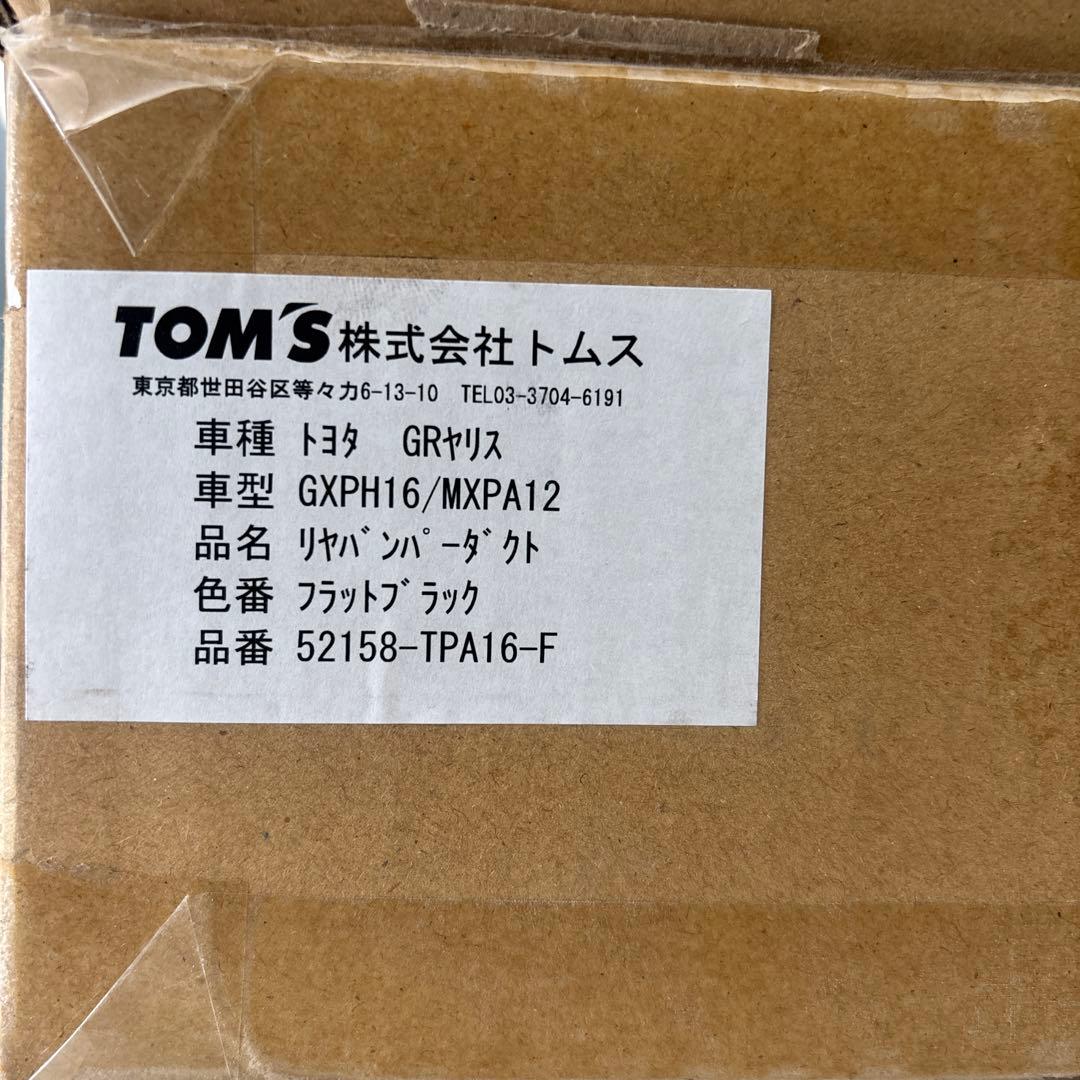 TOM'S 株式会社トムス
東京都世田谷区等々力6-13-10 TEL03-3704-6191
車種 ﾄﾖﾀ GRﾔﾘｽ
車型 GXPH16/MXPA12
品名 ﾘﾔﾊﾞﾝﾊﾟｰﾀﾞｸﾄ
色番 ﾌﾗｯﾄﾌﾞﾗｯｸ
品番 52158-TPA16-F